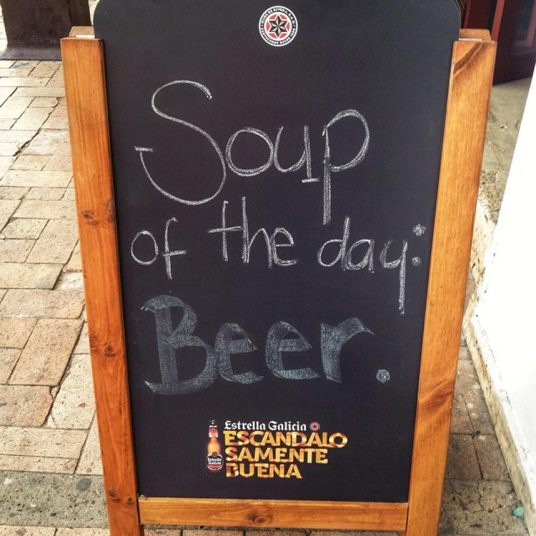 Soup
of the day:
Beer.
Estrella Galicia
ESCANDALO
SAMENTE
BUENA